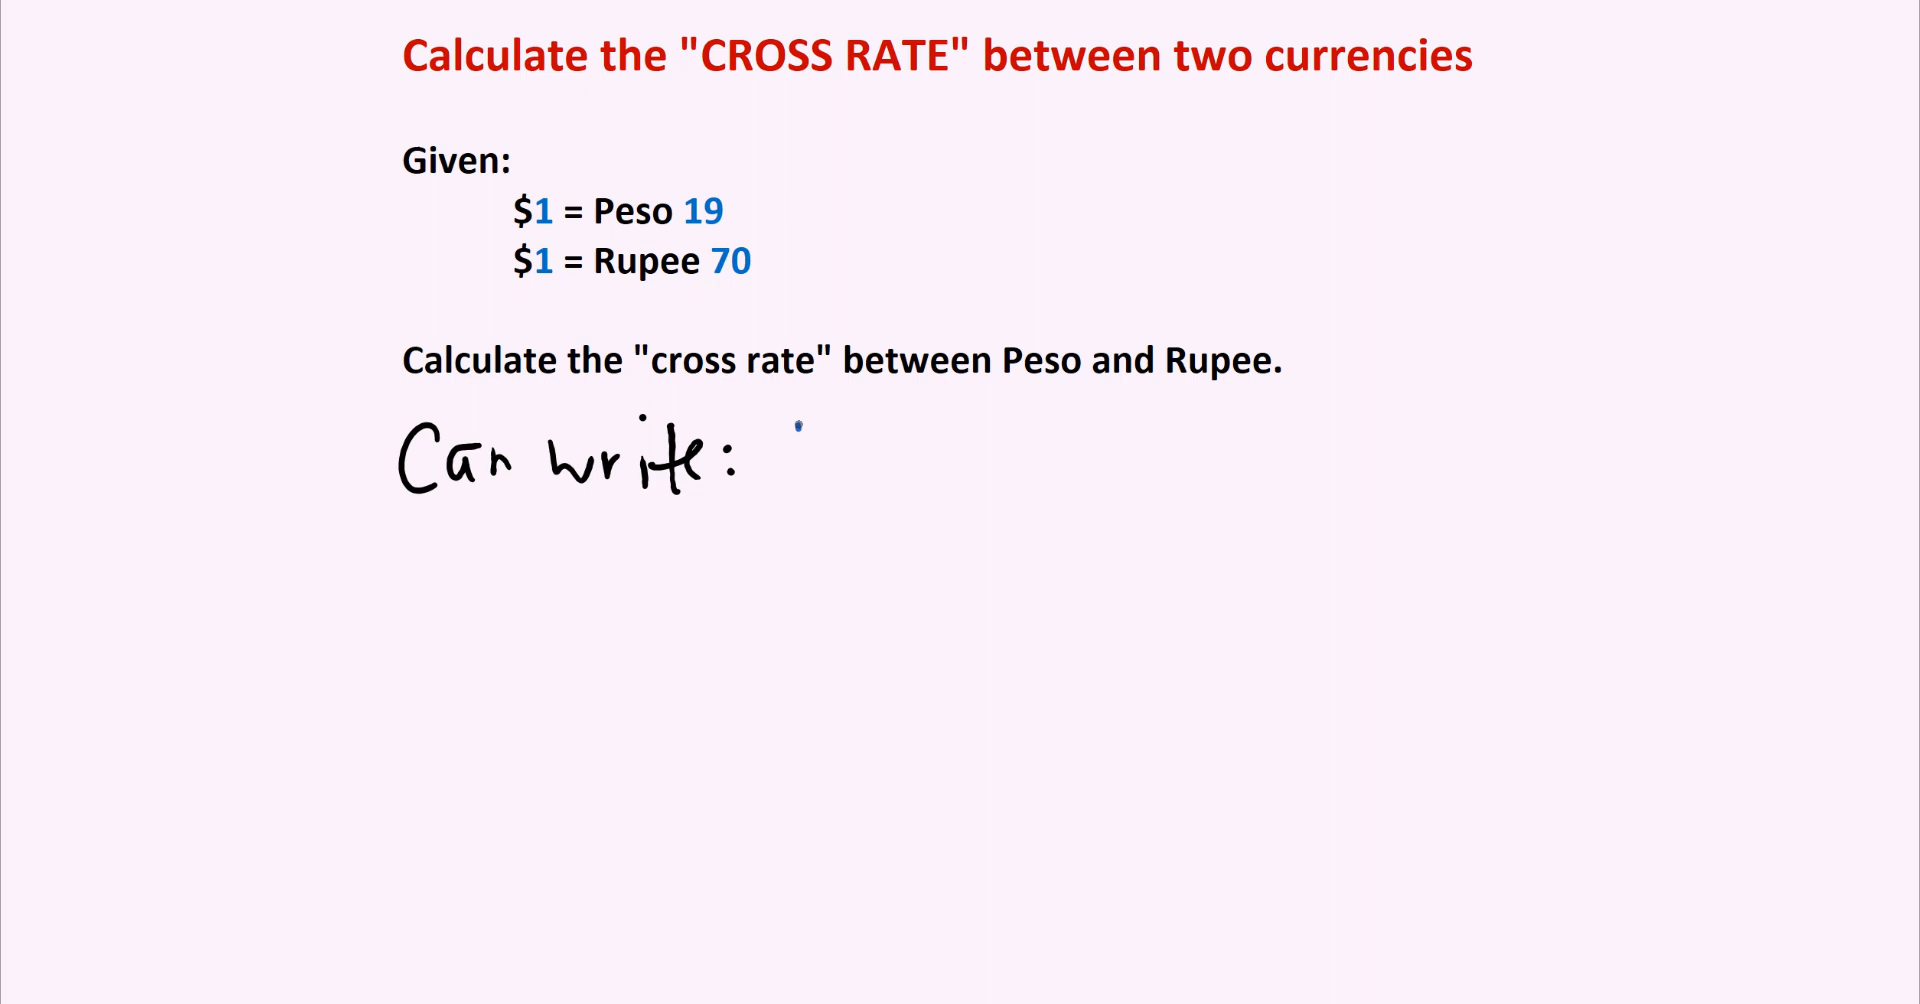 Calculate the "CROSS RATE" between two currencies
Given:
$1 = Peso 19
$1 = Rupee 70
Calculate the "cross rate" between Peso and Rupee.
Can write: